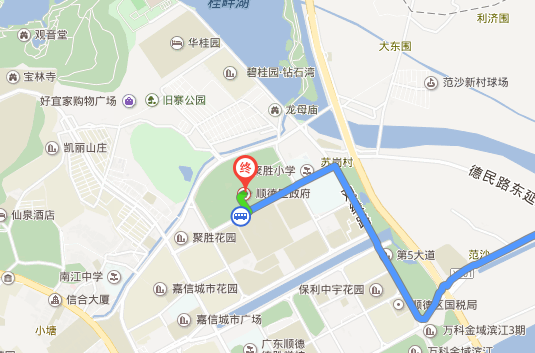 桂畔湖
利济围
观音堂
华桂园
犬东围
宝林寺
碧桂园·钻石湾
范沙新村球场
好宜家购物广场
旧寨公园
龙母庙
凯丽山庄
苏岗村
聚胜小学
终
德民路东延
顺德区政府
仙泉酒店
聚胜花园
第5大道
范沙
南江中学
嘉信城市花园
保利中宇花园
信合大厦
顺德区国税局
嘉信城市广场
小塘
万科金域滨江3期
广东顺德
万科金域滨江